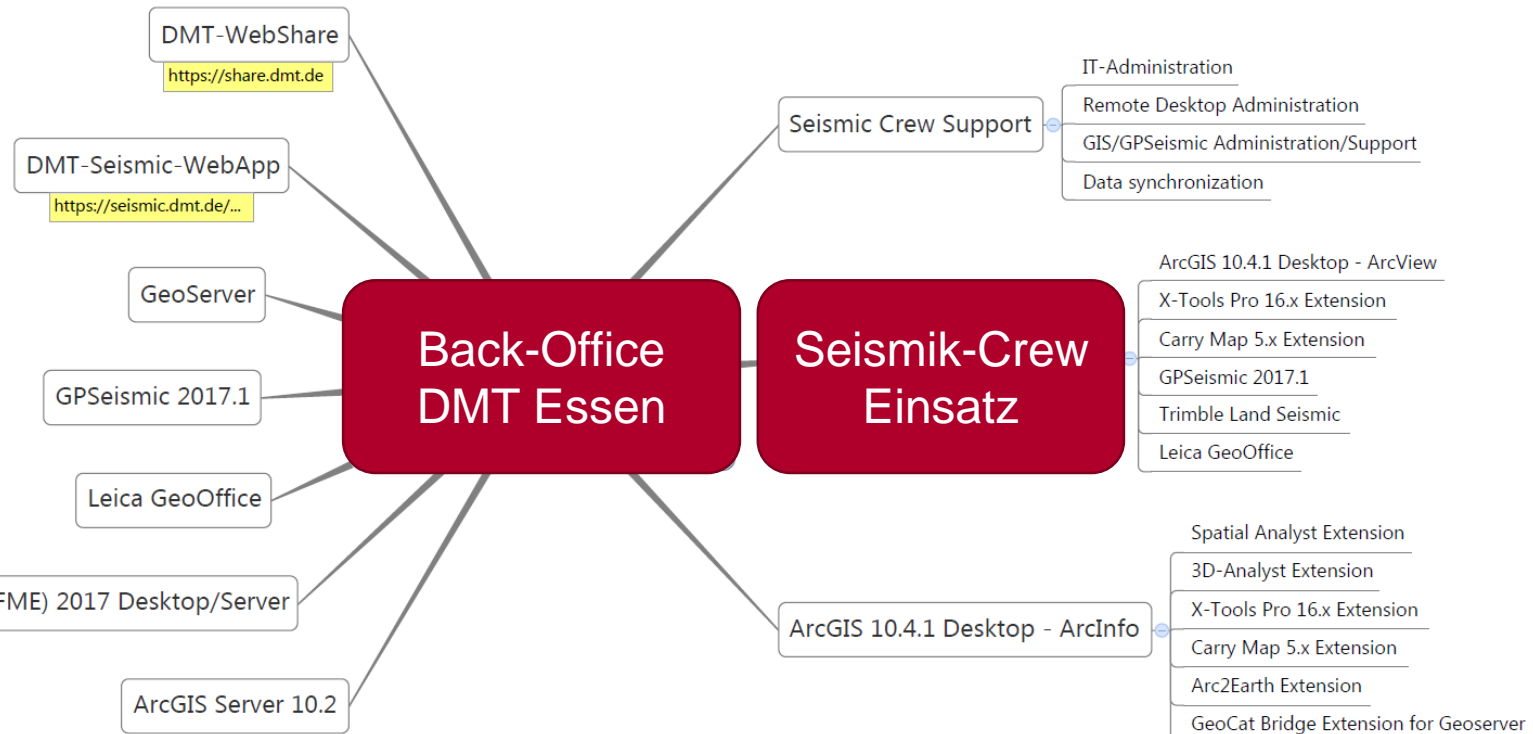 DMT-WebShare
https://share.dmt.de
DMT-Seismic-WebApp
https://seismic.dmt.de/...
GeoServer
GPSeismic 2017.1
Leica GeoOffice
FME) 2017 Desktop/Server
ArcGIS Server 10.2
Back-Office
DMT Essen
Seismik-Crew
Einsatz
Seismic Crew Support
IT-Administration
Remote Desktop Administration
GIS/GPSeismic Administration/Support
Data synchronization
ArcGIS 10.4.1 Desktop - ArcView
X-Tools Pro 16.x Extension
Carry Map 5.x Extension
GPSeismic 2017.1
Trimble Land Seismic
Leica GeoOffice
ArcGIS 10.4.1 Desktop - ArcInfo
Spatial Analyst Extension
3D-Analyst Extension
X-Tools Pro 16.x Extension
Carry Map 5.x Extension
Arc2Earth Extension
GeoCat Bridge Extension for Geoserver